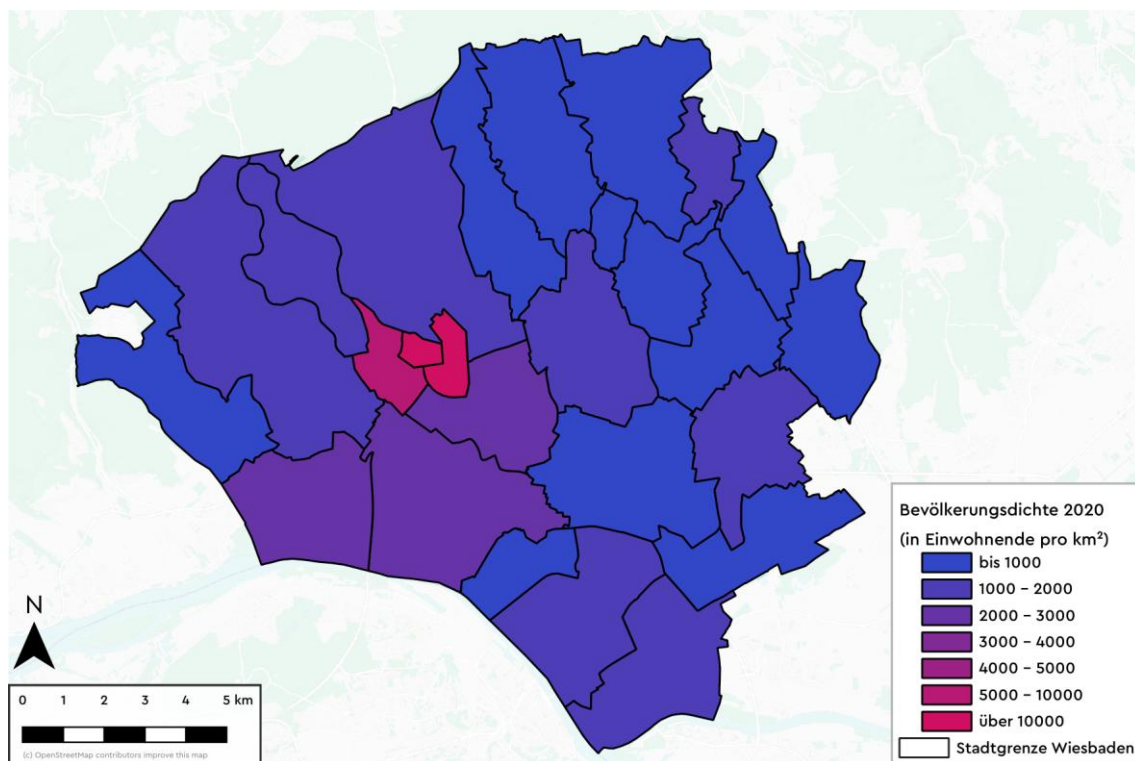 N
0 1 2 3 4 5 km
(c) OpenStreetMap contributors improve this map
Bevölkerungsdichte 2020
(in Einwohnende pro km²)
bis 1000
1000 – 2000
2000 – 3000
3000 – 4000
4000 – 5000
5000 – 10000
über 10000
Stadtgrenze Wiesbaden